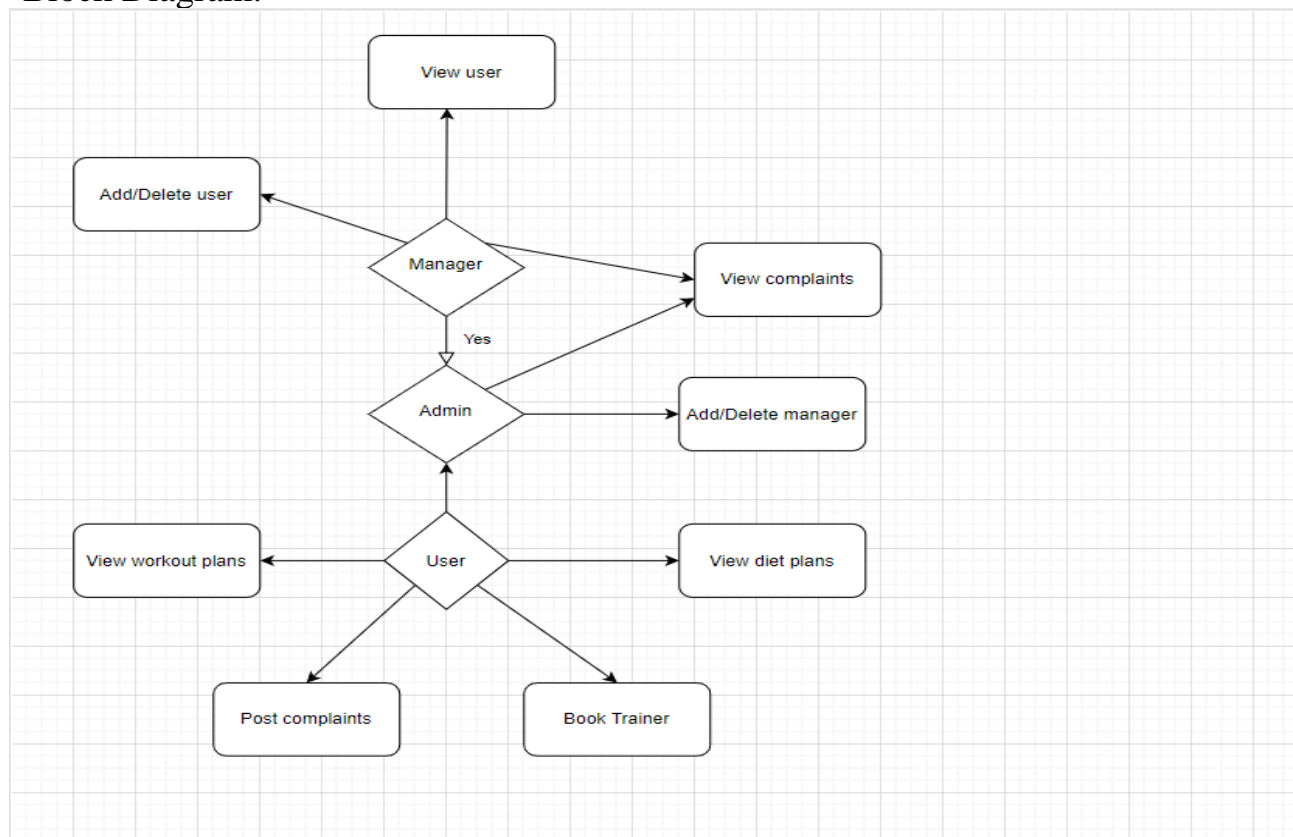 Block Diagram:
View user
Add/Delete user
Manager
View complaints
Yes
Admin
Add/Delete manager
View workout plans
User
View diet plans
Post complaints
Book Trainer